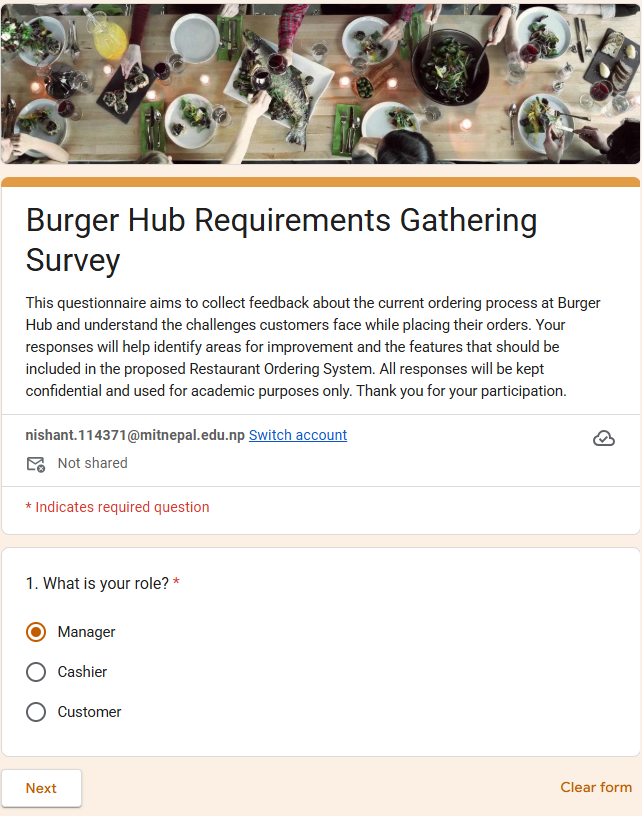 Burger Hub Requirements Gathering
Survey
This questionnaire aims to collect feedback about the current ordering process at Burger
Hub and understand the challenges customers face while placing their orders. Your
responses will help identify areas for improvement and the features that should be
included in the proposed Restaurant Ordering System. All responses will be kept
confidential and used for academic purposes only. Thank you for your participation.
nishant.114371@mitnepal.edu.np Switch account
Not shared
* Indicates required question
1. What is your role? *
Manager
Cashier
Customer
Next
Clear form